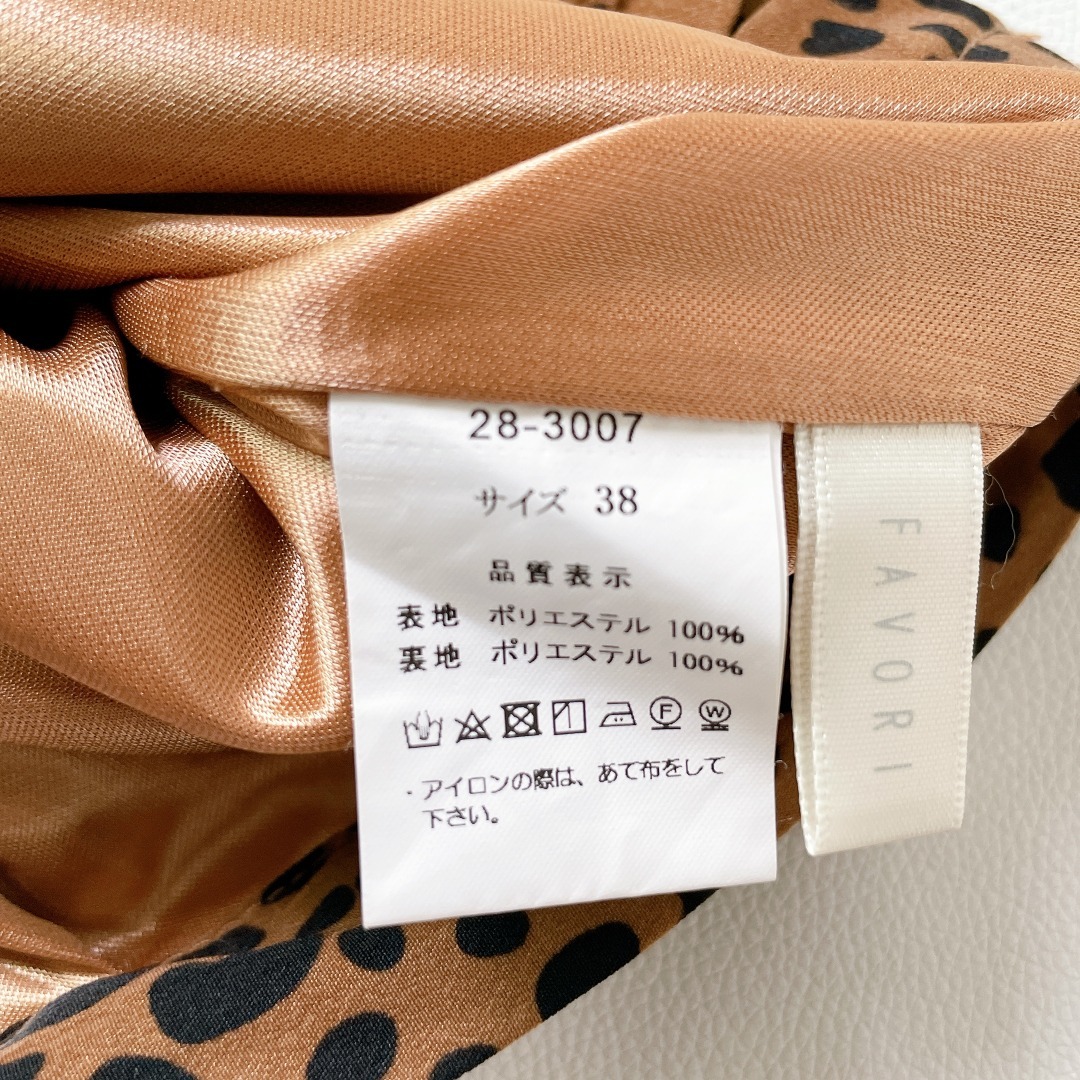 28-3007
サイズ 38
品質表示
表地 ポリエステル 100%
裏地 ポリエステル 100%
F W
・アイロンの際は、あて布をして
下さい。
FAVORI